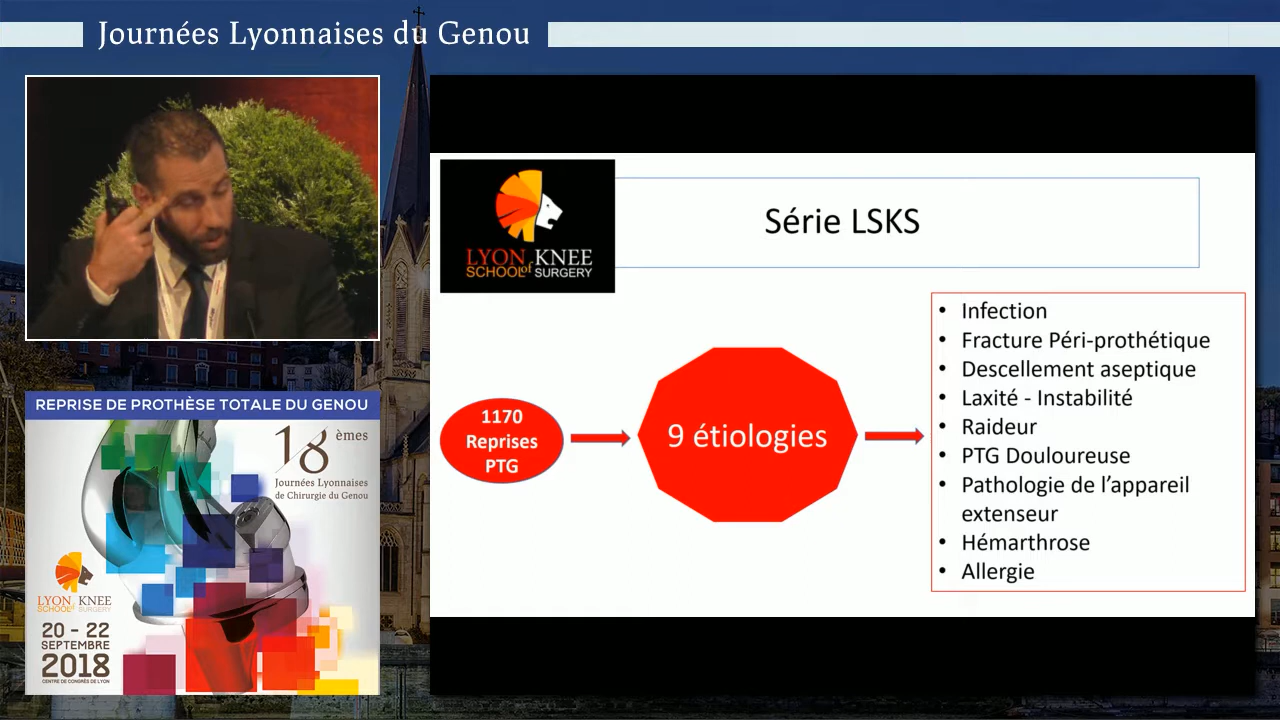 Journées Lyonnaises du Genou
LYON KNEE
SCHOOL of SURGERY
Série LSKS
1170
Reprises
PTG
9 étiologies
• Infection
• Fracture Péri-prothétique
• Descellement aseptique
• Laxité - Instabilité
• Raideur
• PTG Douloureuse
• Pathologie de l’appareil
extenseur
• Hémarthrose
• Allergie
REPRISE DE PROTHÈSE TOTALE DU GENOU
18 èmes
Journées Lyonnaises
de Chirurgie du Genou
LYON KNEE
SCHOOL of SURGERY
20 - 22
SEPTEMBRE
2018
CENTRE DE CONGRÈS DE LYON